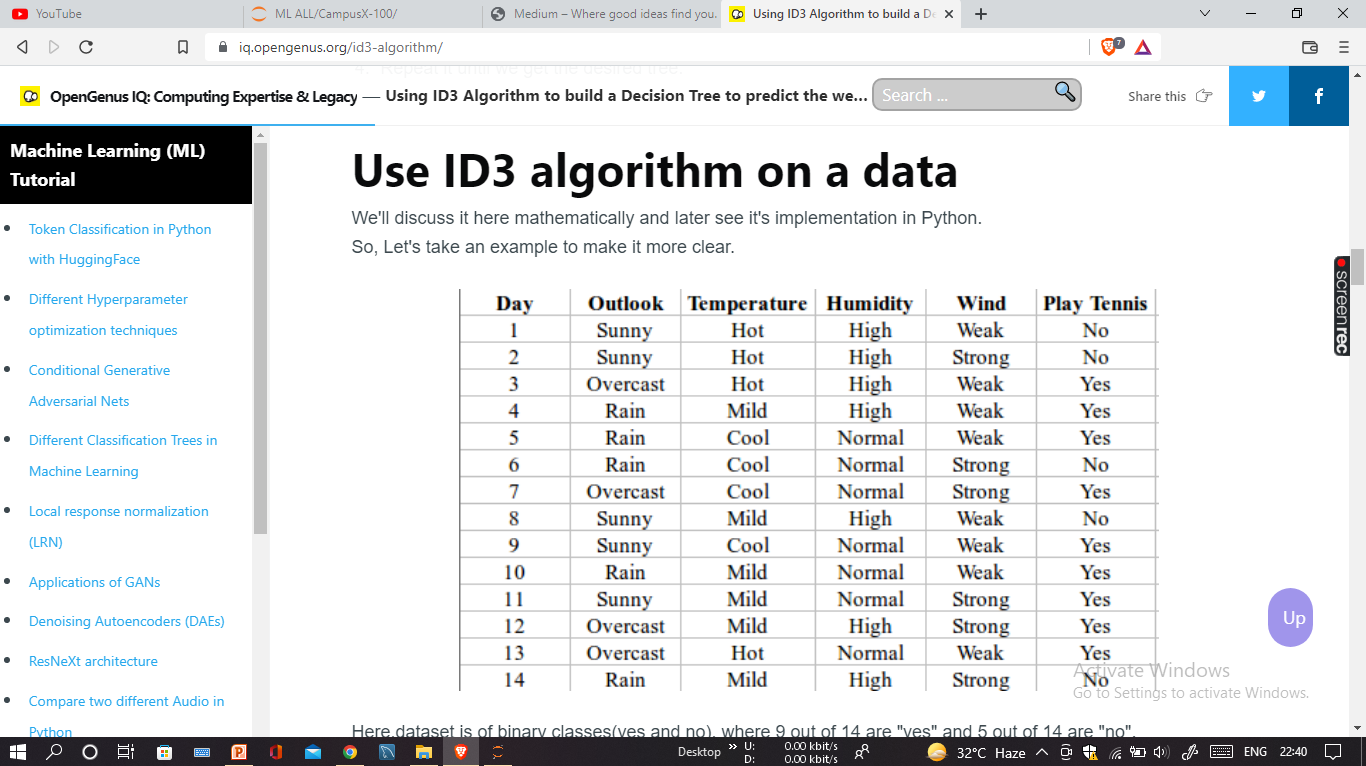 YouTube
ML ALL/CampusX-100/
Medium – Where good ideas find you.
Using ID3 Algorithm to build a De
iq.opengenus.org/id3-algorithm/
7
4. Repeat it until we get the desired tree.
OpenGenus IQ: Computing Expertise & Legacy — Using ID3 Algorithm to build a Decision Tree to predict the we...
Search ...
Share this
Machine Learning (ML)
Tutorial
Token Classification in Python
with HuggingFace
Different Hyperparameter
optimization techniques
Conditional Generative
Adversarial Nets
Different Classification Trees in
Machine Learning
Local response normalization
(LRN)
Applications of GANs
Denoising Autoencoders (DAEs)
ResNeXt architecture
Compare two different Audio in
Python
Use ID3 algorithm on a data
We'll discuss it here mathematically and later see it's implementation in Python.
So, Let's take an example to make it more clear.
Day Outlook Temperature Humidity Wind Play Tennis
1 Sunny Hot High Weak No
2 Sunny Hot High Strong No
3 Overcast Hot High Weak Yes
4 Rain Mild High Weak Yes
5 Rain Cool Normal Weak Yes
6 Rain Cool Normal Strong No
7 Overcast Cool Normal Strong Yes
8 Sunny Mild High Weak No
9 Sunny Cool Normal Weak Yes
10 Rain Mild Normal Weak Yes
11 Sunny Mild Normal Strong Yes
12 Overcast Mild High Strong Yes
13 Overcast Hot Normal Weak Yes
14 Rain Mild High Strong No
Here,dataset is of binary classes(yes and no), where 9 out of 14 are "yes" and 5 out of 14 are "no".
screenrec
Up
Activate Windows
Go to Settings to activate Windows.
Desktop
U: 0.00 kbit/s
D: 0.00 kbit/s
32°C Haze
ENG
22:40